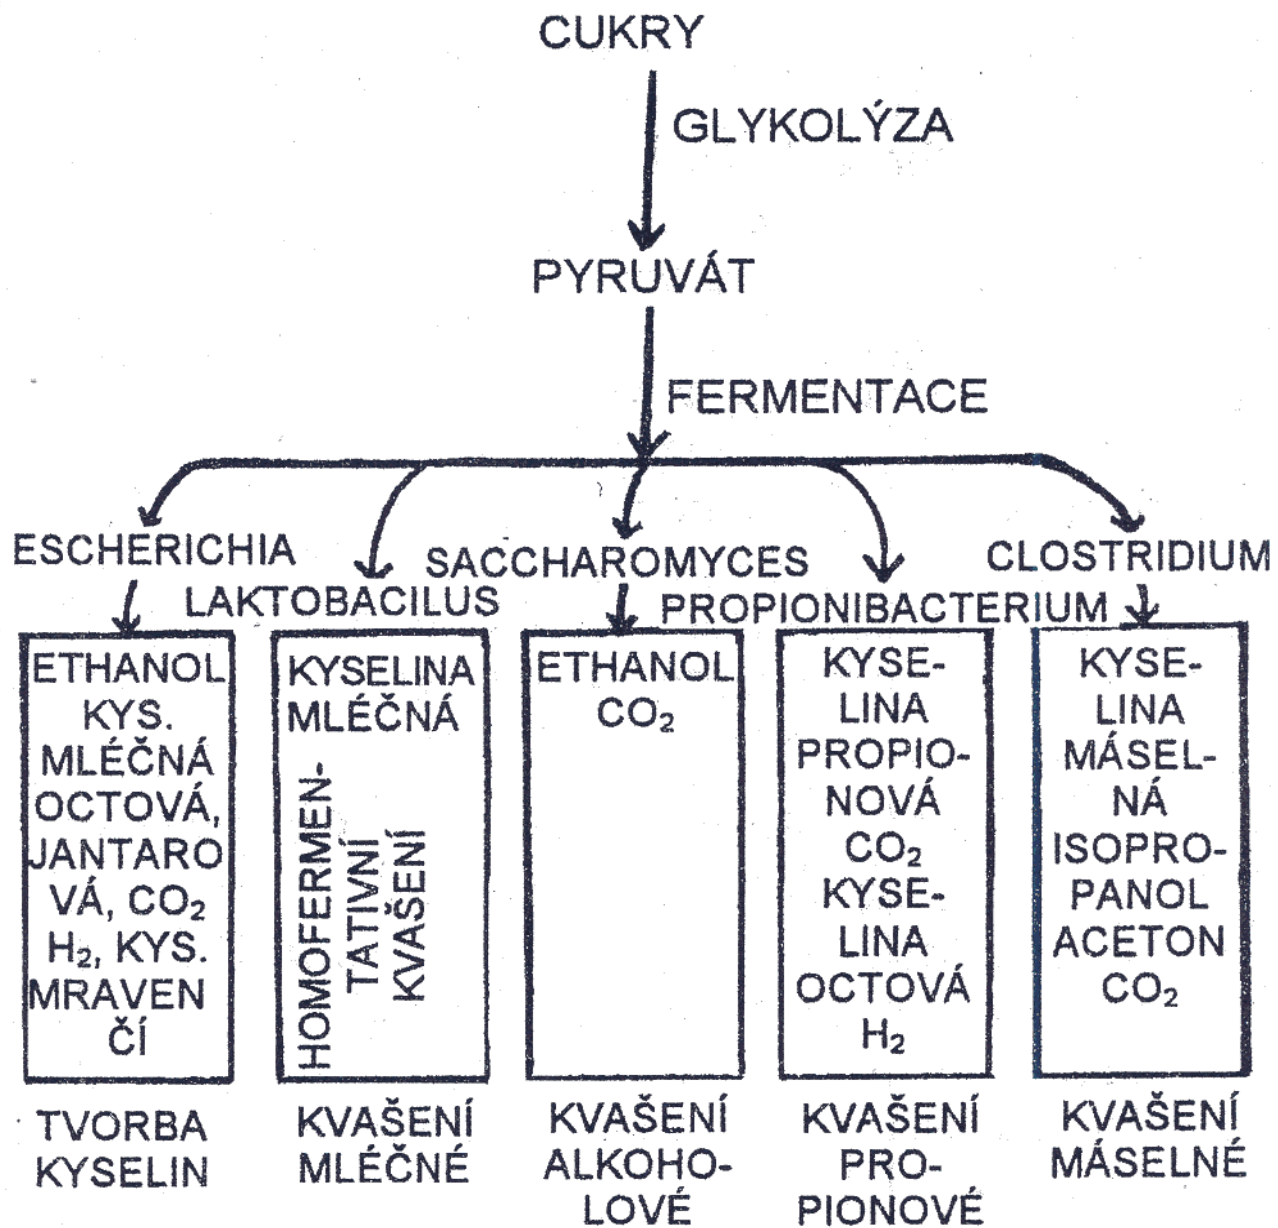 CUKRY
GLYKOLÝZA
PYRUVÁT
FERMENTACE
ESCHERICHIA
LAKTOBACILUS
SACCHAROMYCES
PROPIONIBACTERIUM
CLOSTRIDIUM
ETHANOL
KYS.
MLÉČNÁ
OCTOVÁ,
JANTARO
VÁ, CO₂
H₂, KYS.
MRAVEN
ČÍ
TVORBA
KYSELIN
KYSELINA
MLÉČNÁ
HOMOFERMEN-
TATIVNÍ
KVAŠENÍ
KVAŠENÍ
MLÉČNÉ
ETHANOL
CO₂
KVAŠENÍ
ALKOHO-
LOVÉ
KYSE-
LINA
PROPIO-
NOVÁ
CO₂
KYSE-
LINA
OCTOVÁ
H₂
KVAŠENÍ
PRO-
PIONOVÉ
KYSE-
LINA
MÁSEL-
NÁ
ISOPRO-
PANOL
ACETON
CO₂
KVAŠENÍ
MÁSELNÉ